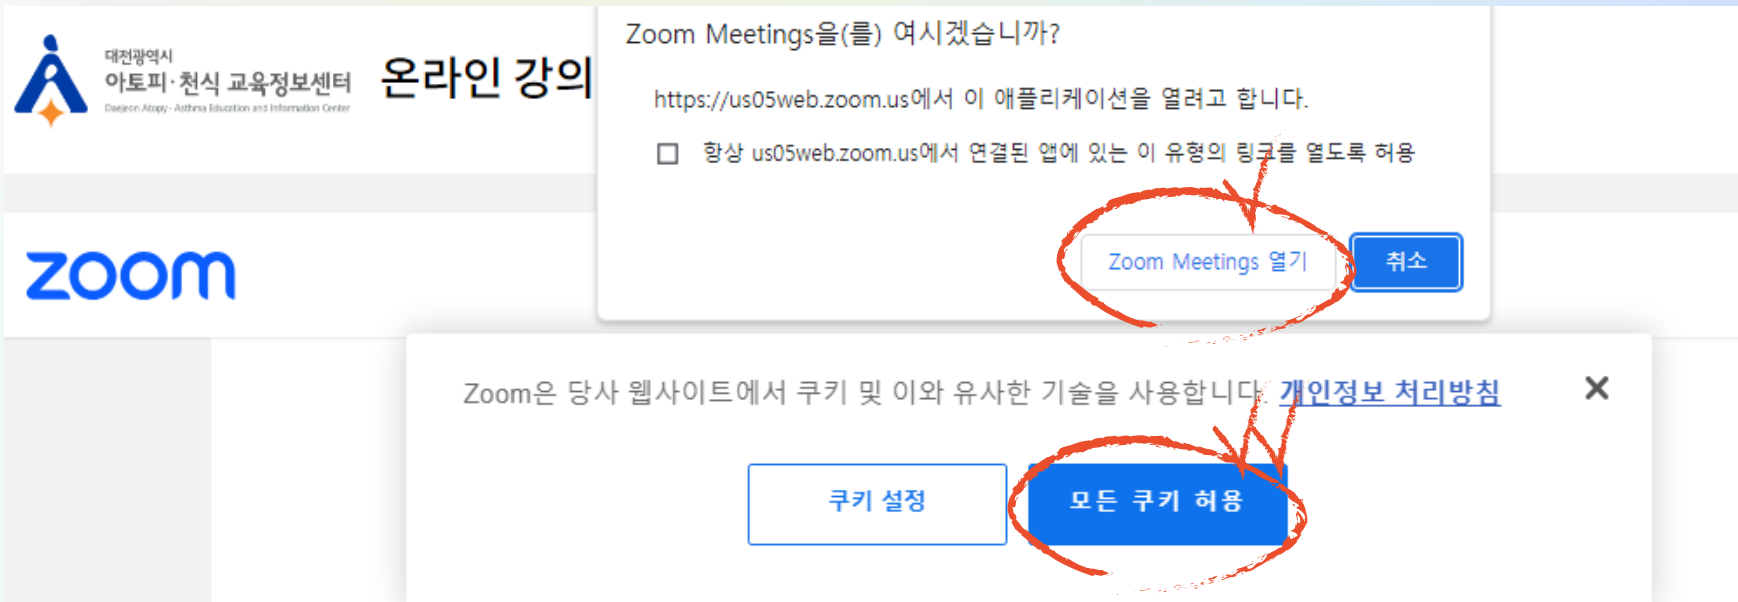 대전광역시
아토피·천식 교육정보센터
Daejeon Atopy - Asthma Education and Information Center
온라인 강의
Zoom Meetings을(를) 여시겠습니까?
https://us05web.zoom.us에서 이 애플리케이션을 열려고 합니다.
항상 us05web.zoom.us에서 연결된 앱에 있는 이 유형의 링크를 열도록 허용
Zoom Meetings 열기
취소
zoom
Zoom은 당사 웹사이트에서 쿠키 및 이와 유사한 기술을 사용합니다. 개인정보 처리방침
쿠키 설정
모든 쿠키 허용